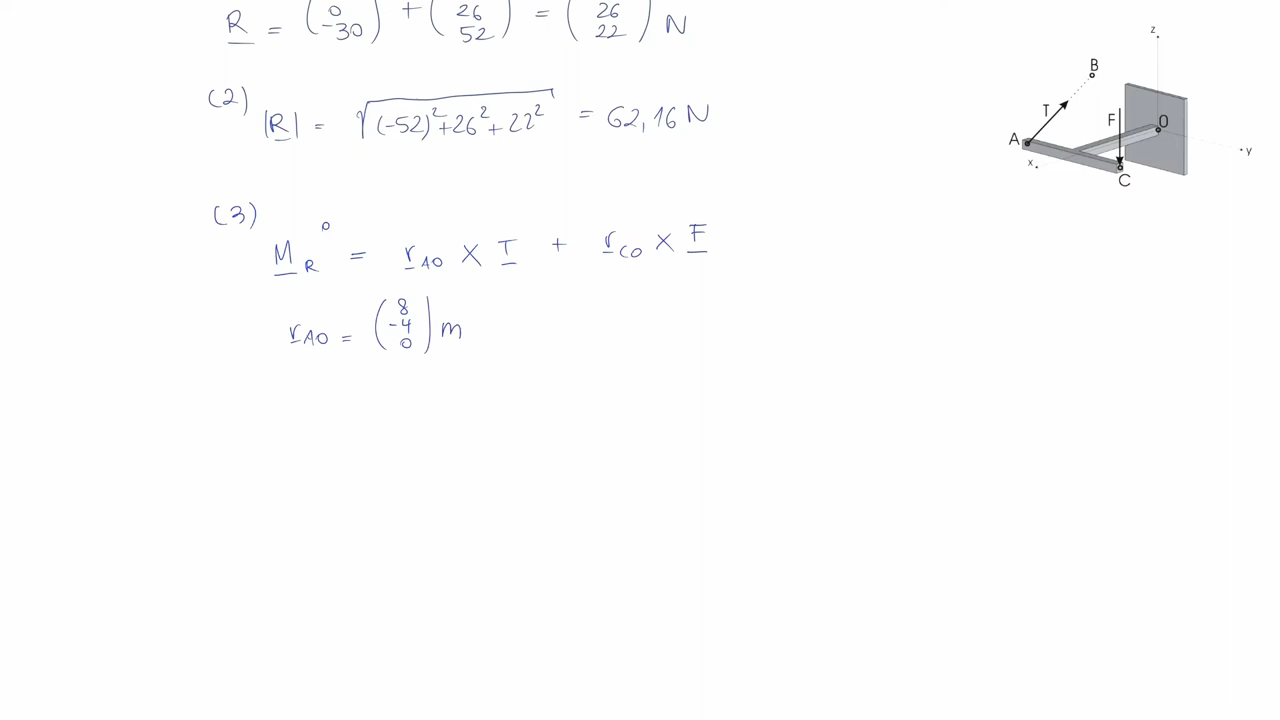 R = ( 0 -30 ) + ( 26 52 ) = ( 26 22 ) N
(2)
|R| = √((-52)²+26²+22²) = 62,16 N
(3)
M_R^0 = r_AO × T + r_CO × F
r_AO = ( 8 -4 0 ) m
z
B
T
F
O
A
x
C
y